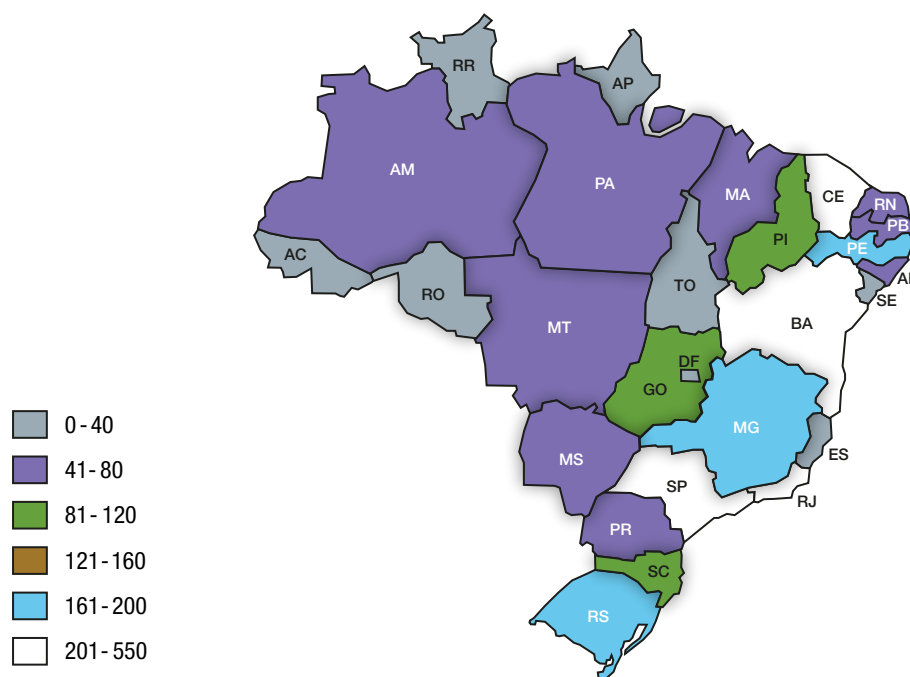 RR
AP
AM
PA
MA
CE
RN
PB
PI
PE
AC
RO
TO
SE
MT
BA
DF
GO
MG
ES
MS
SP
RJ
PR
SC
RS
0-40
41-80
81-120
121-160
161-200
201-550